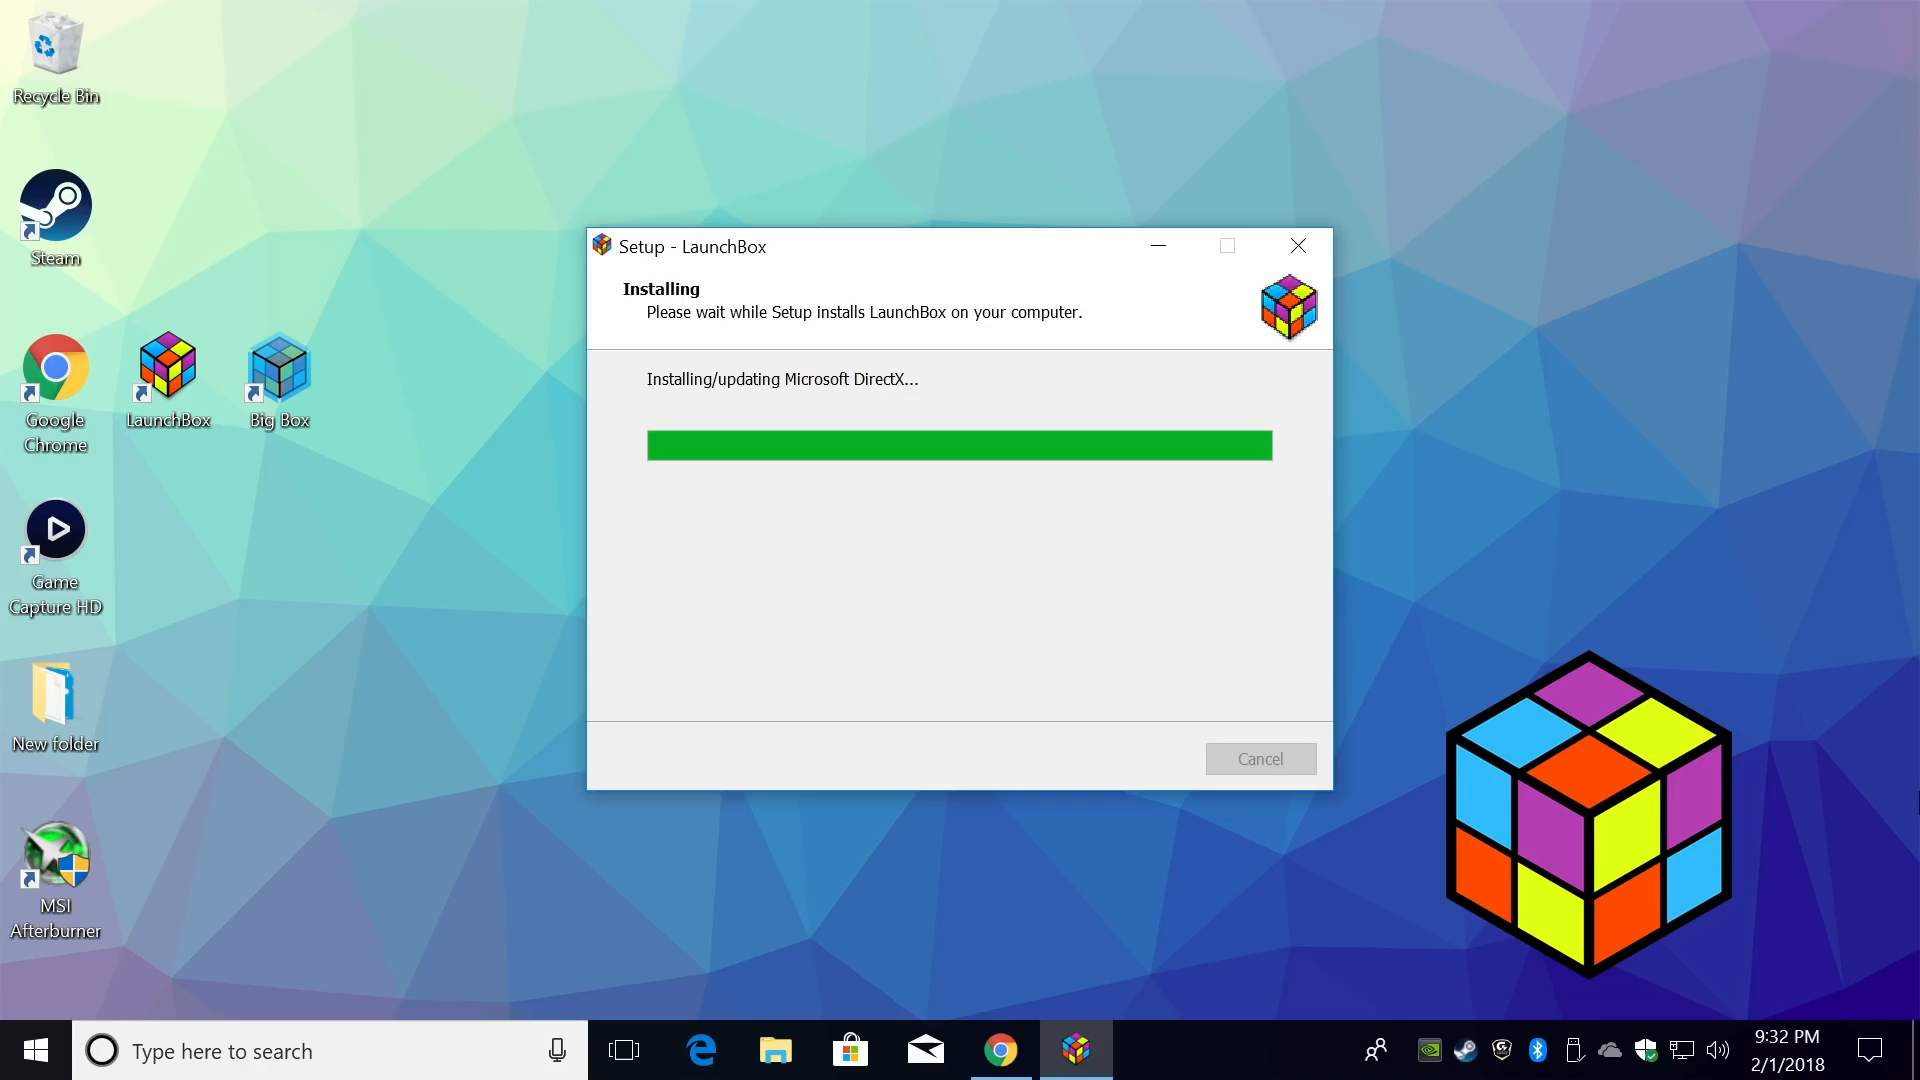 Recycle Bin
Steam
Google
Chrome
LaunchBox
Big Box
Game
Capture HD
New folder
MSI
Afterburner
Setup - LaunchBox
Installing
Please wait while Setup installs LaunchBox on your computer.
Installing/updating Microsoft DirectX...
Cancel
Type here to search
9:32 PM
2/1/2018